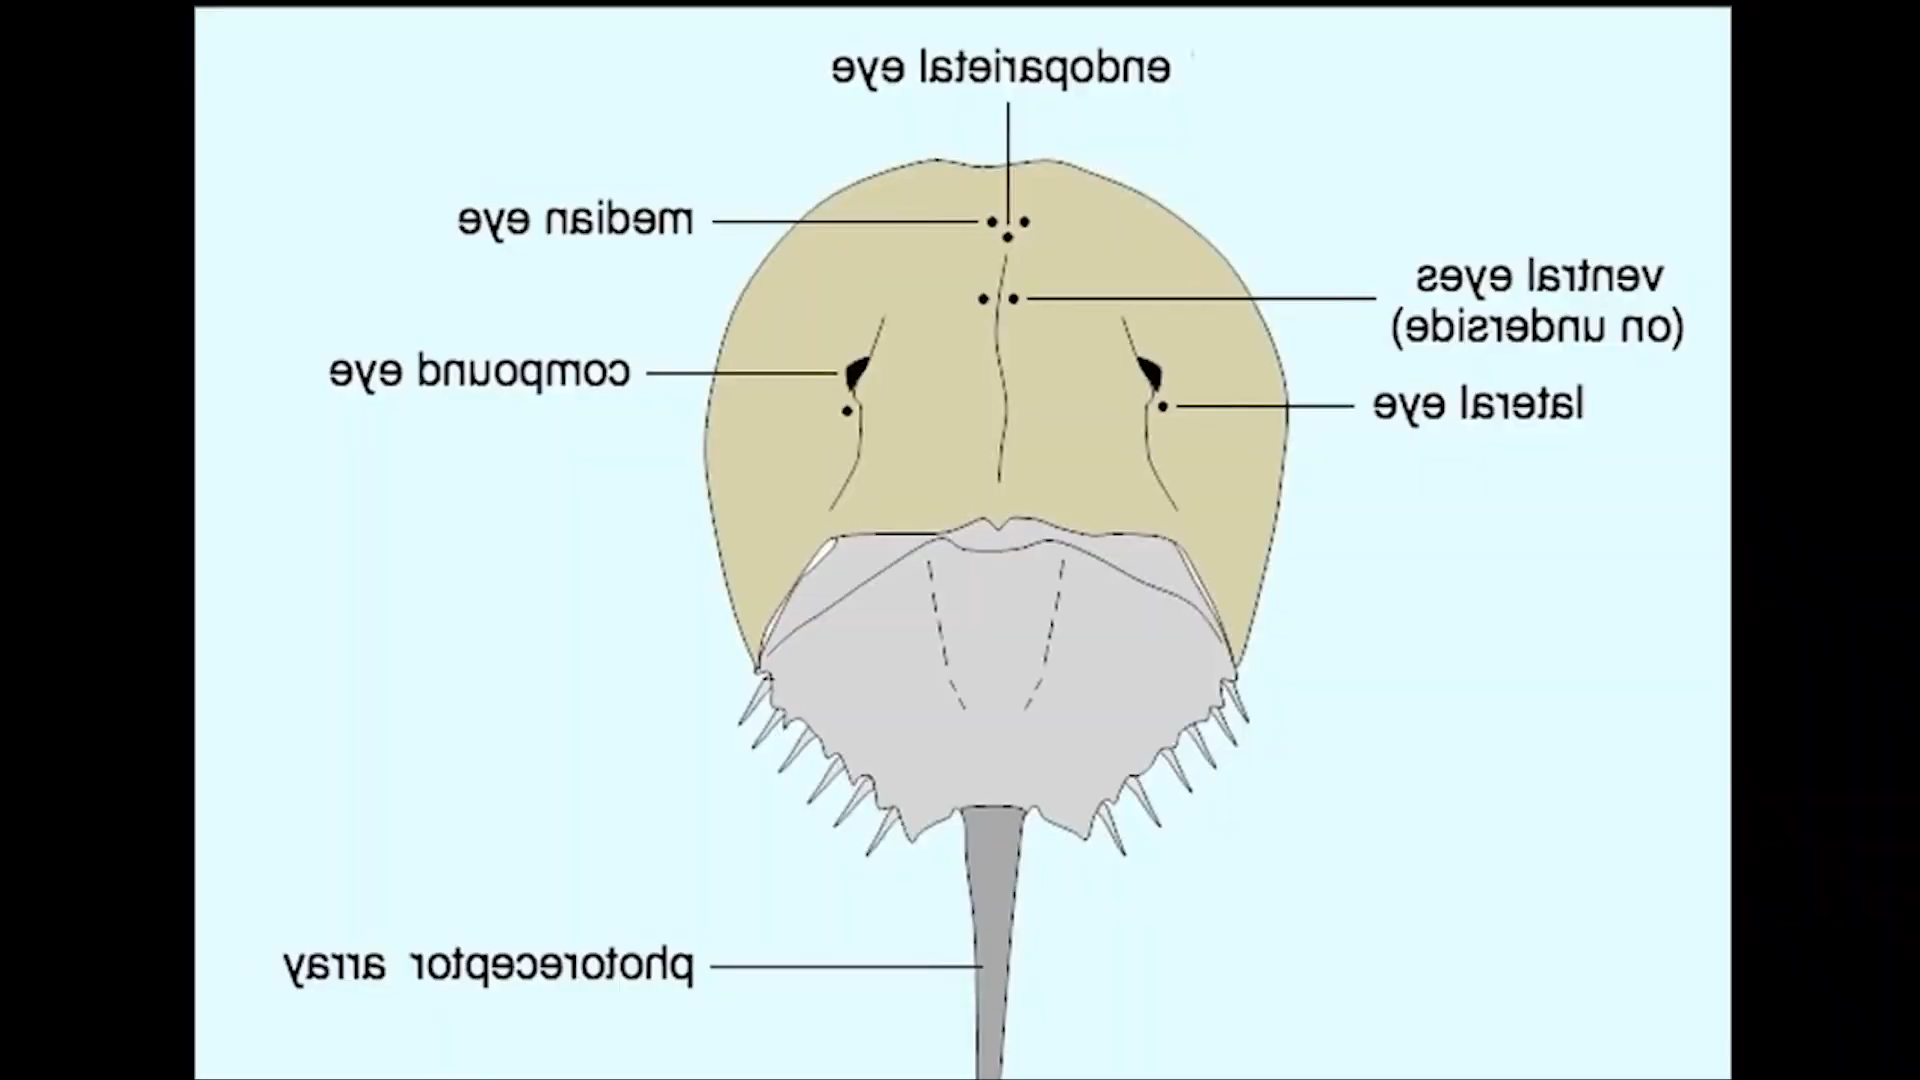 endoparietal eye
median eye
ventral eyes
(on underside)
compound eye
lateral eye
photoreceptor array